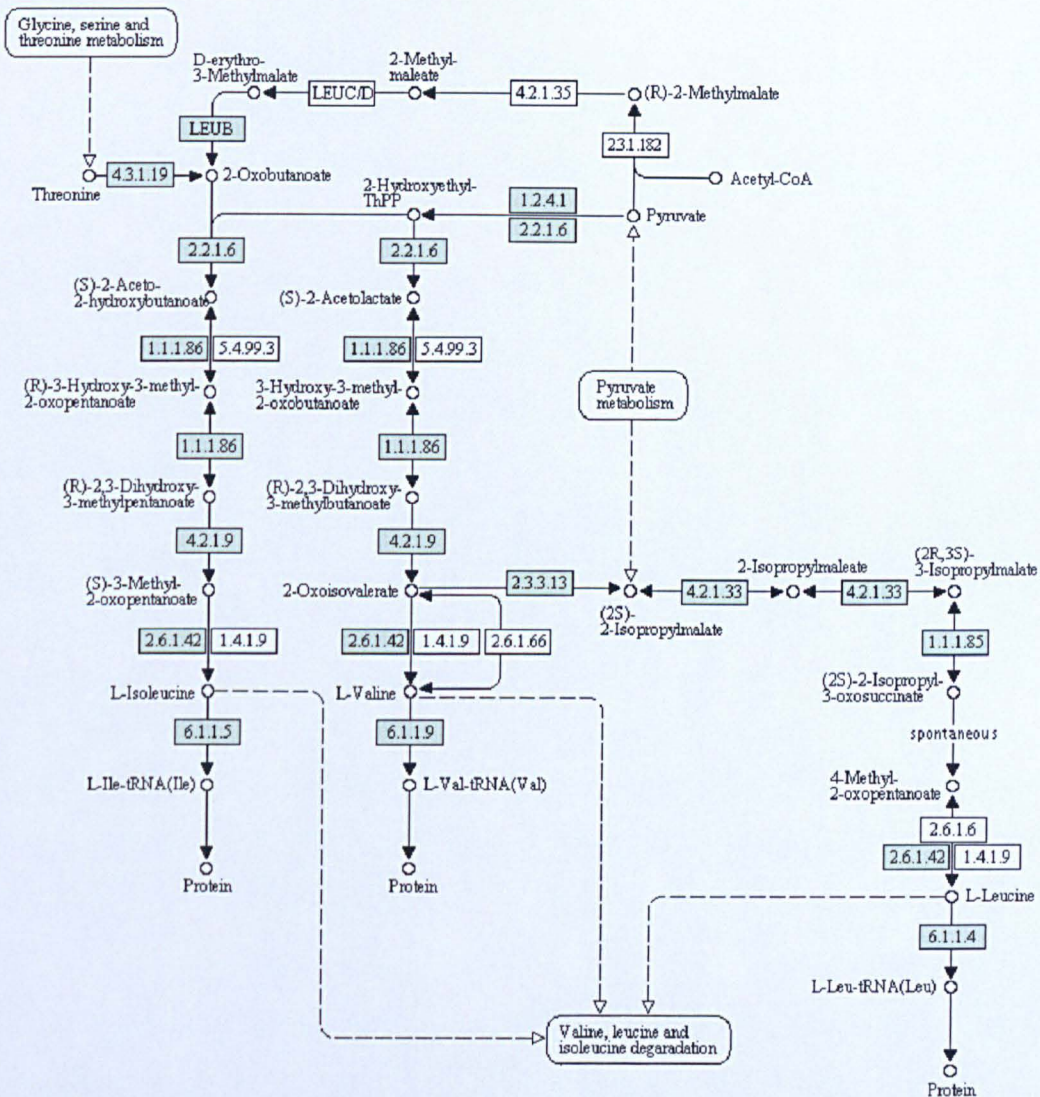 Glycine, serine and
threonine metabolism
D-erythro-
3-Methylmalate
LEUC/D
2-Methyl-
maleate
4.2.1.35
(R)-2-Methylmalate
LEUB
2.3.1.182
4.3.1.19
2-Oxobutanoate
Threonine
Acetyl-CoA
2-Hydroxyethyl-
ThPP
1.2.4.1
2.2.1.6
Pyruvate
2.2.1.6
2.2.1.6
(S)-2-Aceto-
2-hydroxybutanoate
(S)-2-Acetolactate
1.1.1.86
5.4.99.3
1.1.1.86
5.4.99.3
(R)-3-Hydroxy-3-methyl-
2-oxopentanoate
3-Hydroxy-3-methyl-
2-oxobutanoate
Pyruvate
metabolism
1.1.1.86
1.1.1.86
(R)-2,3-Dihydroxy-
3-methylpentanoate
(R)-2,3-Dihydroxy-
3-methylbutanoate
4.2.1.9
4.2.1.9
(S)-3-Methyl-
2-oxopentanoate
2-Oxoisovalerate
2.3.3.13
(2S)-
2-Isopropylmalate
4.2.1.33
2-Isopropylmaleate
4.2.1.33
(2R,3S)-
3-Isopropylmalate
2.6.1.42
1.4.1.9
2.6.1.42
1.4.1.9
2.6.1.66
1.1.1.85
L-Isoleucine
L-Valine
(2S)-2-Isopropyl-
3-oxosuccinate
6.1.1.5
6.1.1.9
spontaneous
L-Ile-tRNA(Ile)
L-Val-tRNA(Val)
4-Methyl-
2-oxopentanoate
2.6.1.6
2.6.1.42
1.4.1.9
Protein
Protein
L-Leucine
6.1.1.4
L-Leu-tRNA(Leu)
Valine, leucine and
isoleucine degaradation
Protein